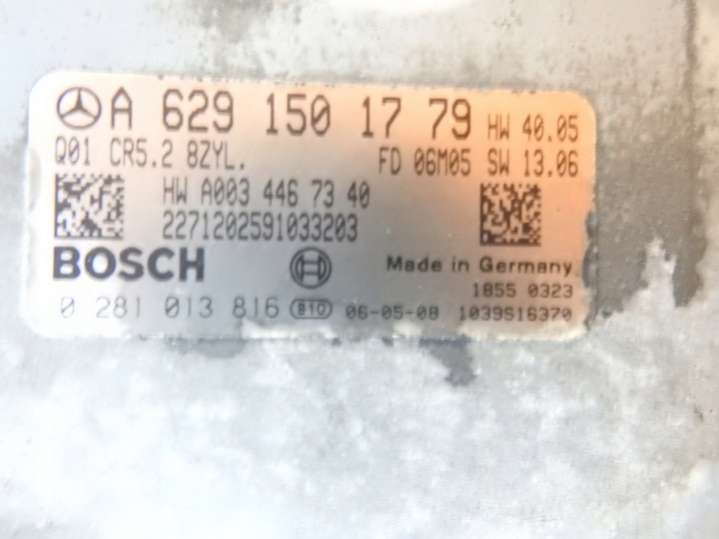 A 629 150 17 79 HW 40.05
Q01 CR5.2 8ZYL. FD 06M05 SW 13.06
HW A003 446 73 40
2271202591033203
BOSCH Made in Germany
1855 0323
0 281 013 816 810 06-05-08 1039S16370